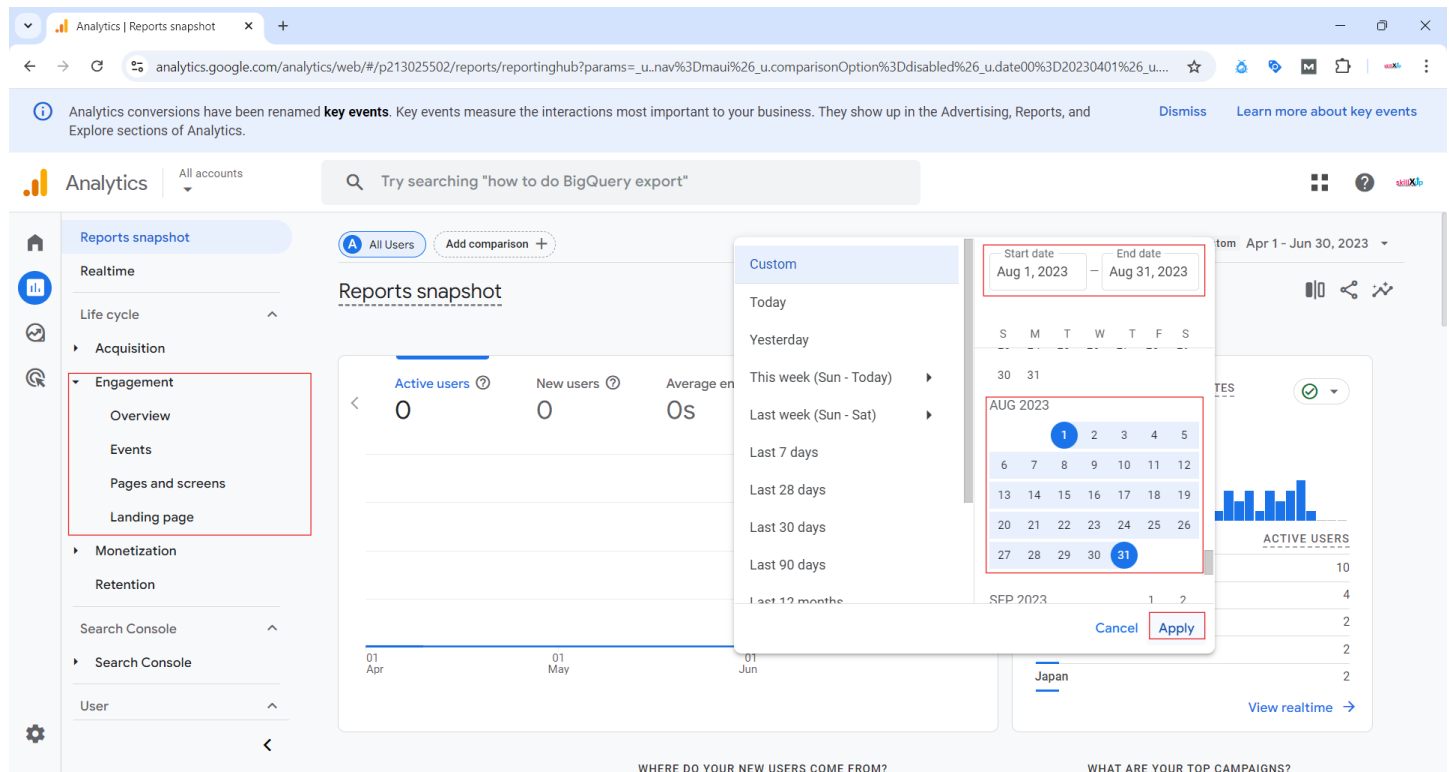 Analytics | Reports snapshot
analytics.google.com/analytics/web/#/p213025502/reports/reportinghub?params=_u..nav%3Dmaui%26_u.comparisonOption%3Ddisabled%26_u.date00%3D20230401%26_u....
Analytics conversions have been renamed key events. Key events measure the interactions most important to your business. They show up in the Advertising, Reports, and
Explore sections of Analytics.
Dismiss
Learn more about key events
Analytics
All accounts
Try searching "how to do BigQuery export"
skillXUp
Reports snapshot
Realtime
Life cycle
Acquisition
Engagement
Overview
Events
Pages and screens
Landing page
Monetization
Retention
Search Console
Search Console
User
A All Users
Add comparison
tom Apr 1 - Jun 30, 2023
Reports snapshot
Active users
0
New users
0
Average en
0s
01
Apr
01
May
01
Jun
Custom
Today
Yesterday
This week (Sun - Today)
Last week (Sun - Sat)
Last 7 days
Last 28 days
Last 30 days
Last 90 days
Last 12 months
Start date
Aug 1, 2023
–
End date
Aug 31, 2023
S M T W T F S
30 31
AUG 2023
1 2 3 4 5
6 7 8 9 10 11 12
13 14 15 16 17 18 19
20 21 22 23 24 25 26
27 28 29 30 31
SEP 2023 1 2
Cancel
Apply
TES
ACTIVE USERS
10
4
2
2
Japan 2
View realtime
WHERE DO YOUR NEW USERS COME FROM?
WHAT ARE YOUR TOP CAMPAIGNS?